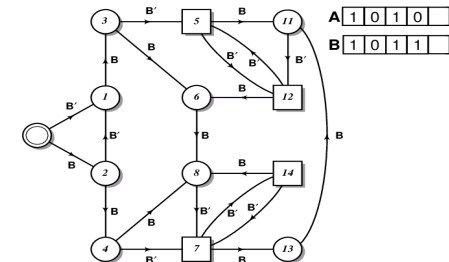 3 B′ 5 B 11
A 1 0 1 0
B 1 0 1 1
B B B′ B′ B′
B′ 1 6 B 12
B′ B B
B 2 8 B 14
B B B′ B′ B′
4 B′ 7 B 13